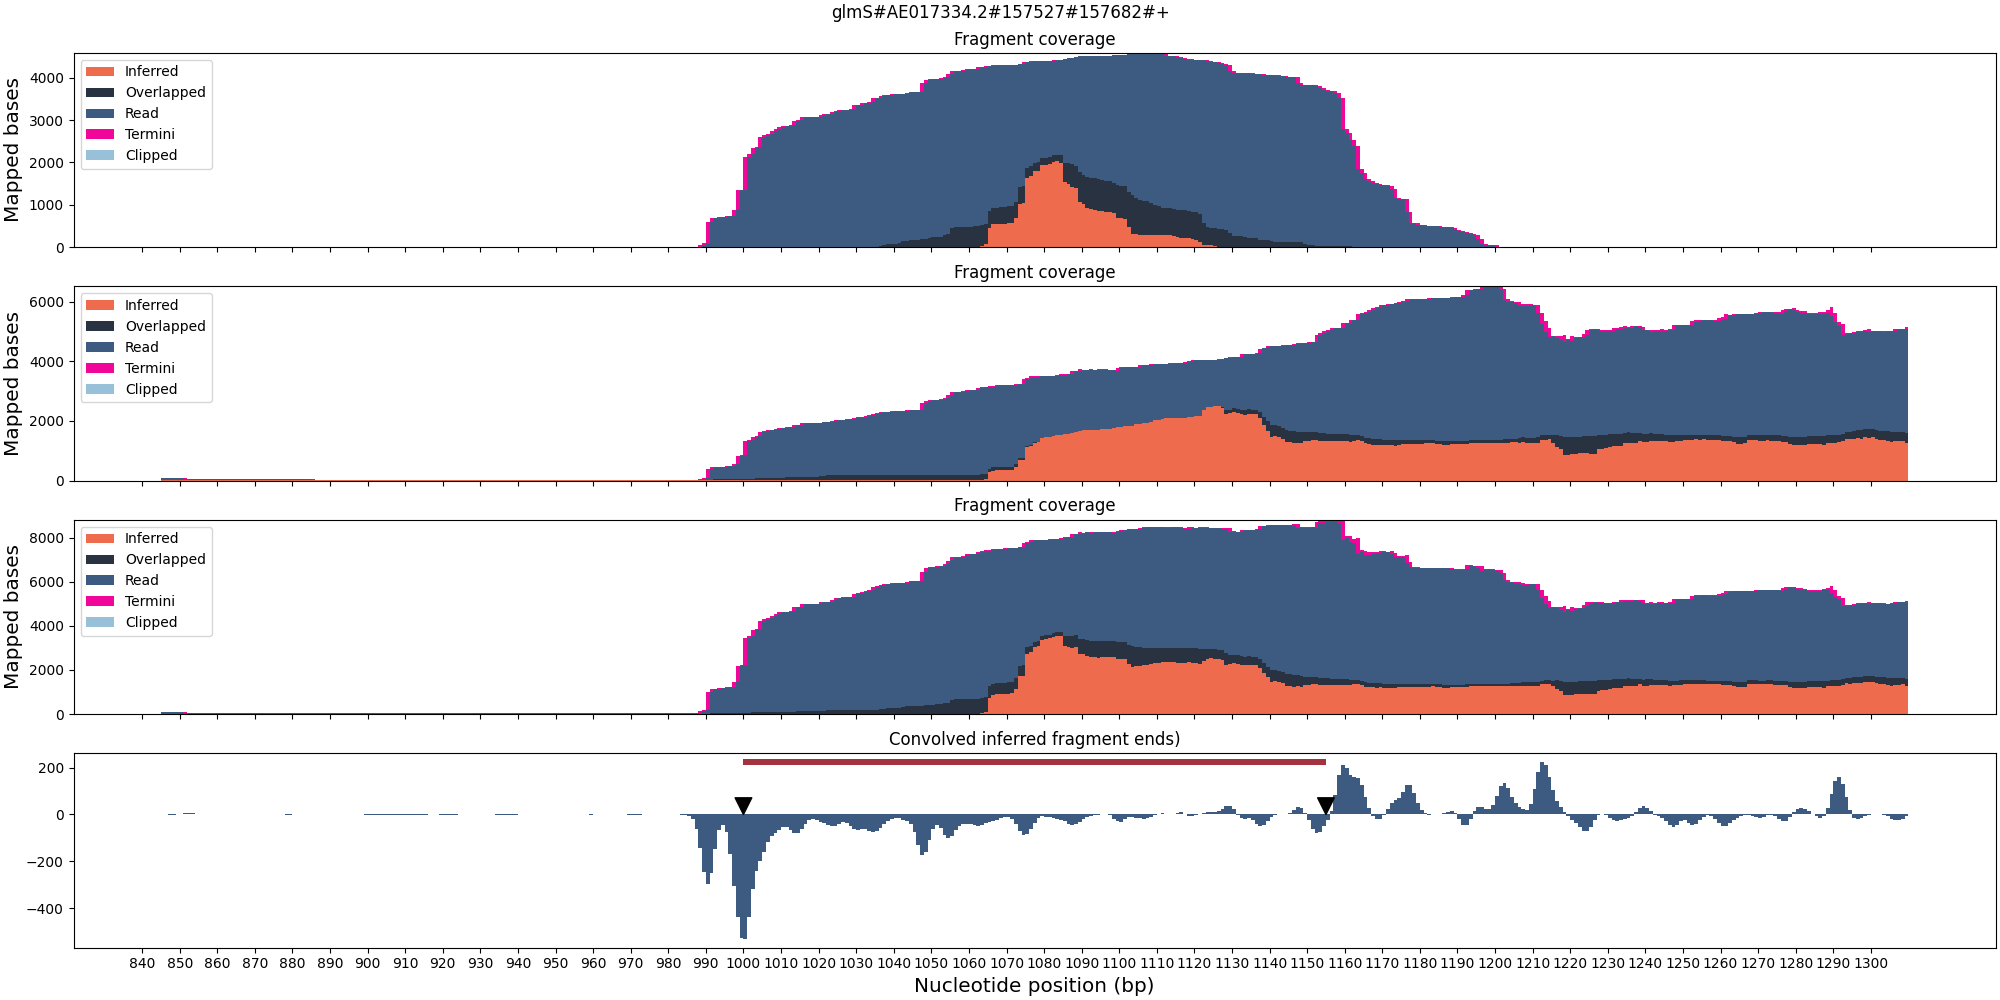 glmS#AE017334.2#157527#157682#+
Fragment coverage
Mapped bases
4000
3000
2000
1000
0
Inferred
Overlapped
Read
Termini
Clipped
Fragment coverage
Mapped bases
6000
4000
2000
0
Inferred
Overlapped
Read
Termini
Clipped
Fragment coverage
Mapped bases
8000
6000
4000
2000
0
Inferred
Overlapped
Read
Termini
Clipped
Convolved inferred fragment ends)
200
0
−200
−400
840 850 860 870 880 890 900 910 920 930 940 950 960 970 980 990 1000 1010 1020 1030 1040 1050 1060 1070 1080 1090 1100 1110 1120 1130 1140 1150 1160 1170 1180 1190 1200 1210 1220 1230 1240 1250 1260 1270 1280 1290 1300
Nucleotide position (bp)